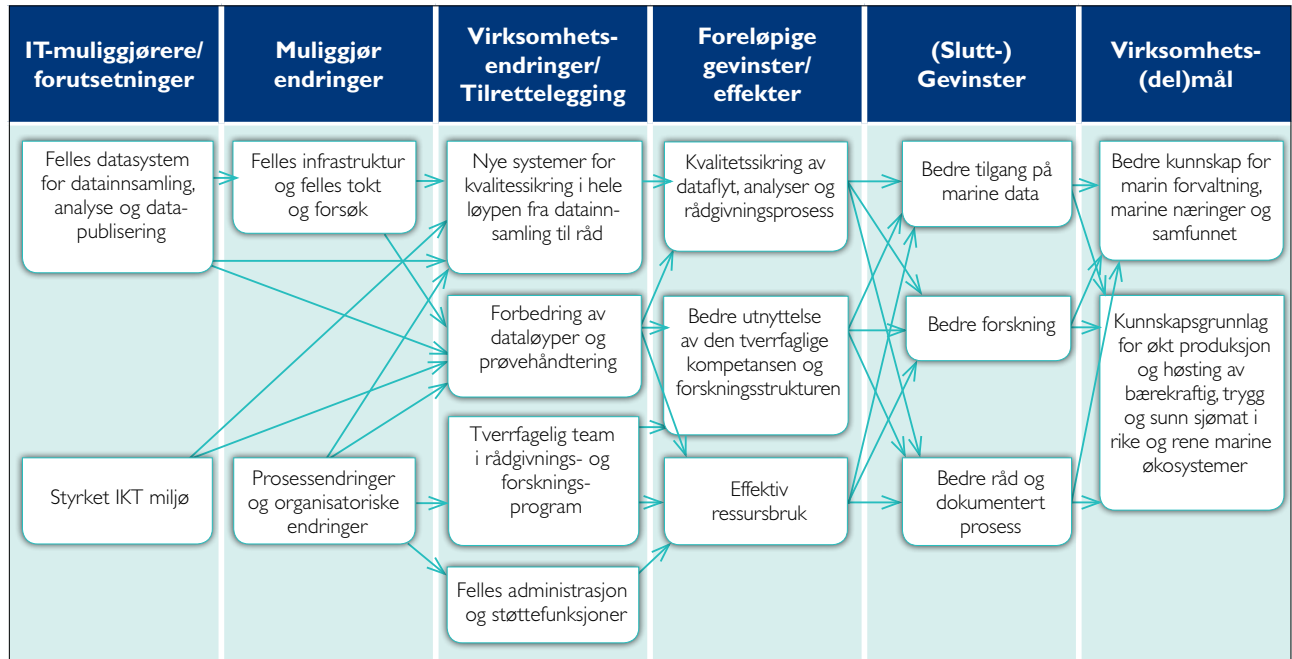 IT-muliggjørere/
forutsetninger
Muliggjør
endringer
Virksomhets-
endringer/
Tilrettelegging
Foreløpige
gevinster/
effekter
(Slutt-)
Gevinster
Virksomhets-
(del)mål
Felles datasystem
for datainnsamling,
analyse og data-
publisering
Styrket IKT miljø
Felles infrastruktur
og felles tokt
og forsøk
Prosessendringer
og organisatoriske
endringer
Nye systemer for
kvalitessikring i hele
løypen fra datainn-
samling til råd
Forbedring av
dataløyper og
prøvehåndtering
Tverrfagelig team
i rådgivnings- og
forsknings-
program
Felles administrasjon
og støttefunksjoner
Kvalitetssikring av
dataflyt, analyser og
rådgivningsprosess
Bedre utnyttelse
av den tverrfaglige
kompetansen og
forskningsstrukturen
Effektiv
ressursbruk
Bedre tilgang på
marine data
Bedre forskning
Bedre råd og
dokumentert
prosess
Bedre kunnskap for
marin forvaltning,
marine næringer og
samfunnet
Kunnskapsgrunnlag
for økt produksjon
og høsting av
bærekraftig, trygg
og sunn sjømat i
rike og rene marine
økosystemer